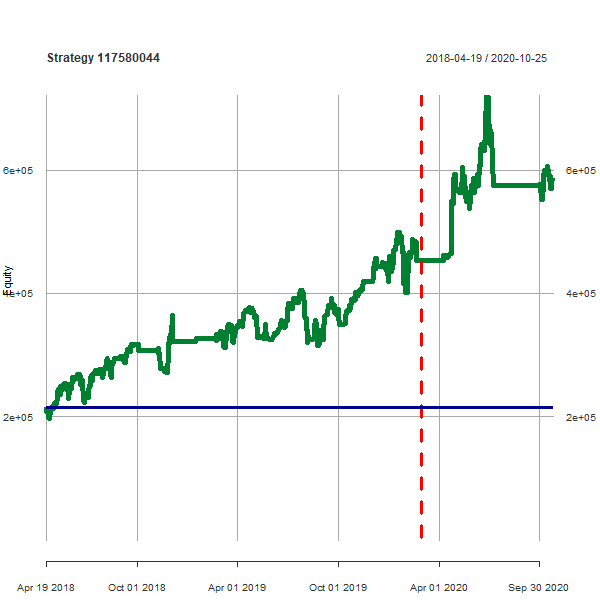 Strategy 117580044
2018-04-19 / 2020-10-25
6e+05
6e+05
Equity
4e+05
4e+05
2e+05
2e+05
Apr 19 2018
Oct 01 2018
Apr 01 2019
Oct 01 2019
Apr 01 2020
Sep 30 2020